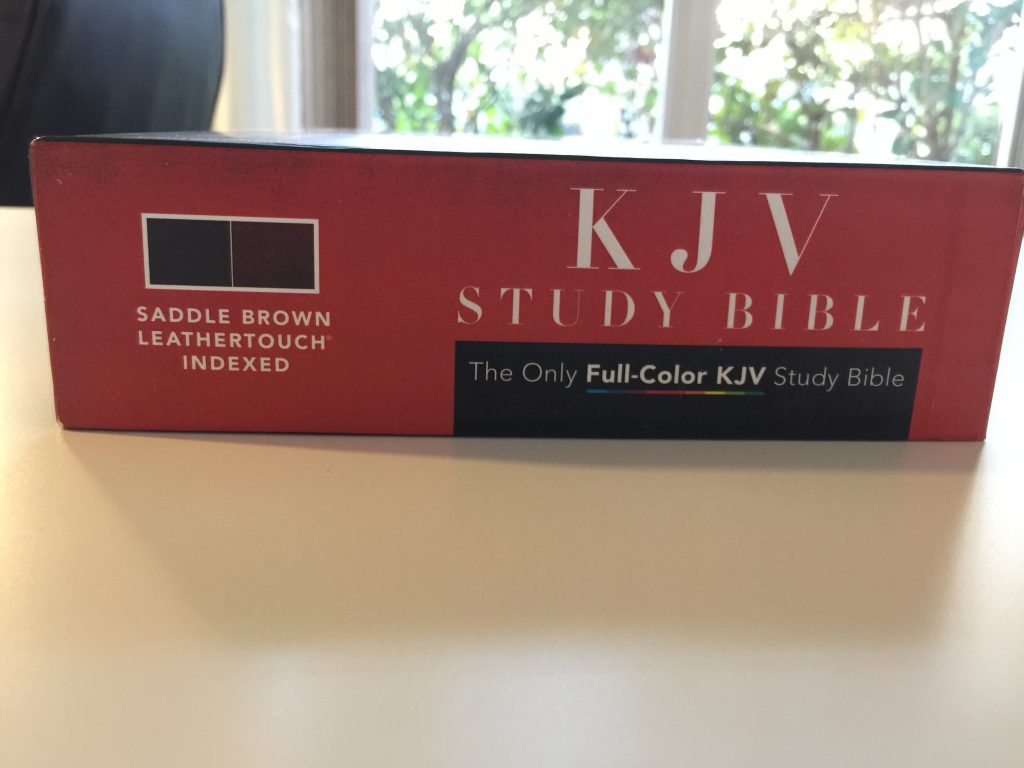 SADDLE BROWN
LEATHERTOUCH®
INDEXED
KJV
STUDY BIBLE
The Only Full-Color KJV Study Bible